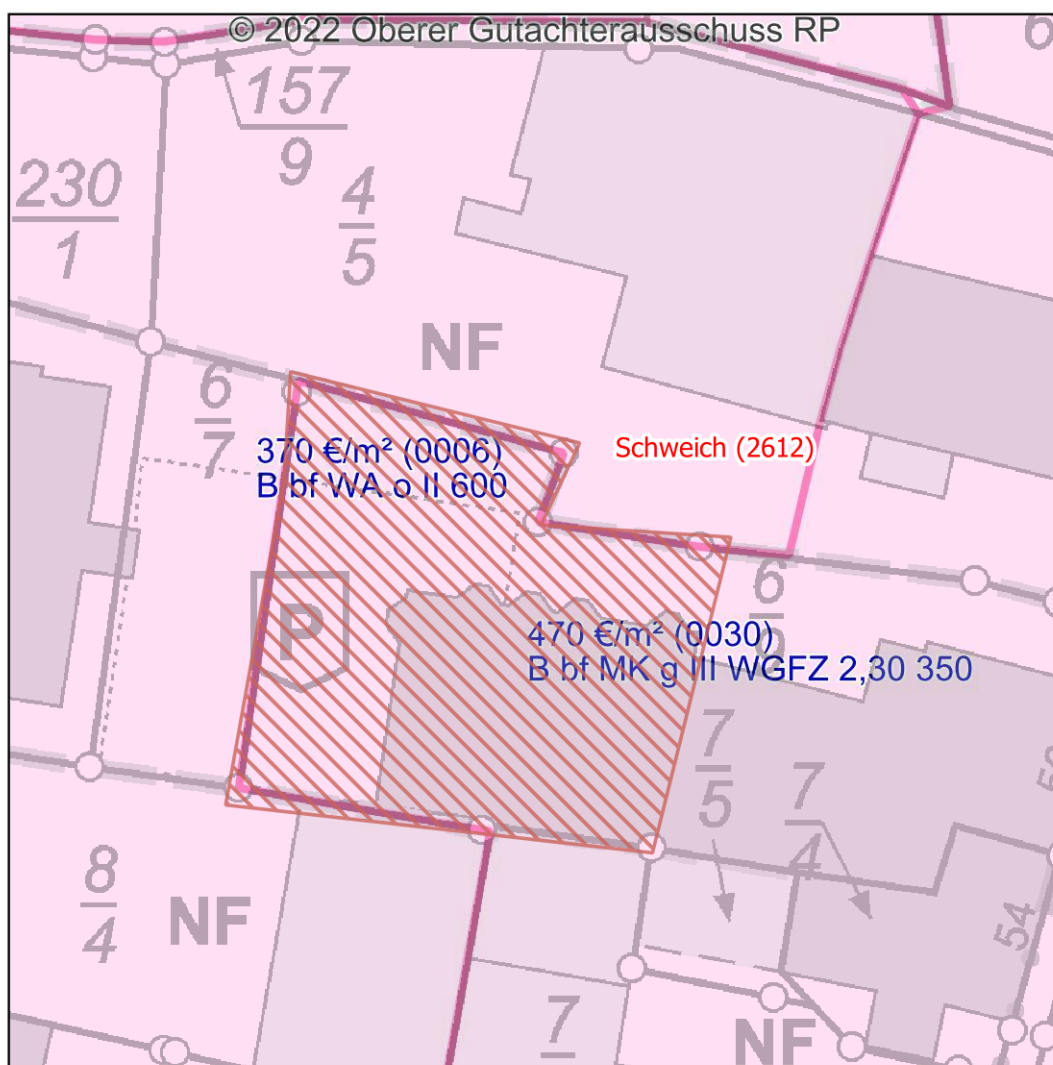 © 2022 Oberer Gutachterausschuss RP
6
157
9
230
1
4
5
NF
6
7
370 €/m² (0006)
B bf WA o II 600
Schweich (2612)
P
6
470 €/m² (0030)
B bf MK g III WGFZ 2,30 350
7
5
7
4
8
4
NF
54
7
NF